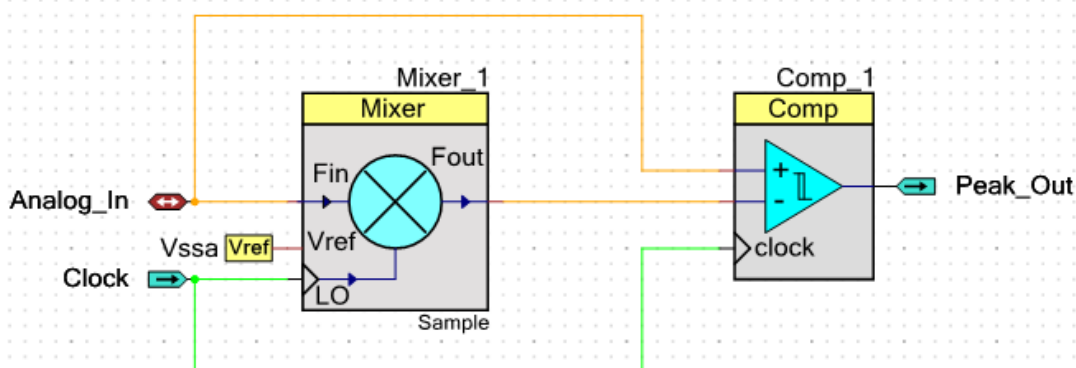 Mixer_1
Comp_1
Mixer
Comp
Fout
Fin
+
-
Analog_In
Peak_Out
Vref
Vssa Vref
clock
Clock
LO
Sample